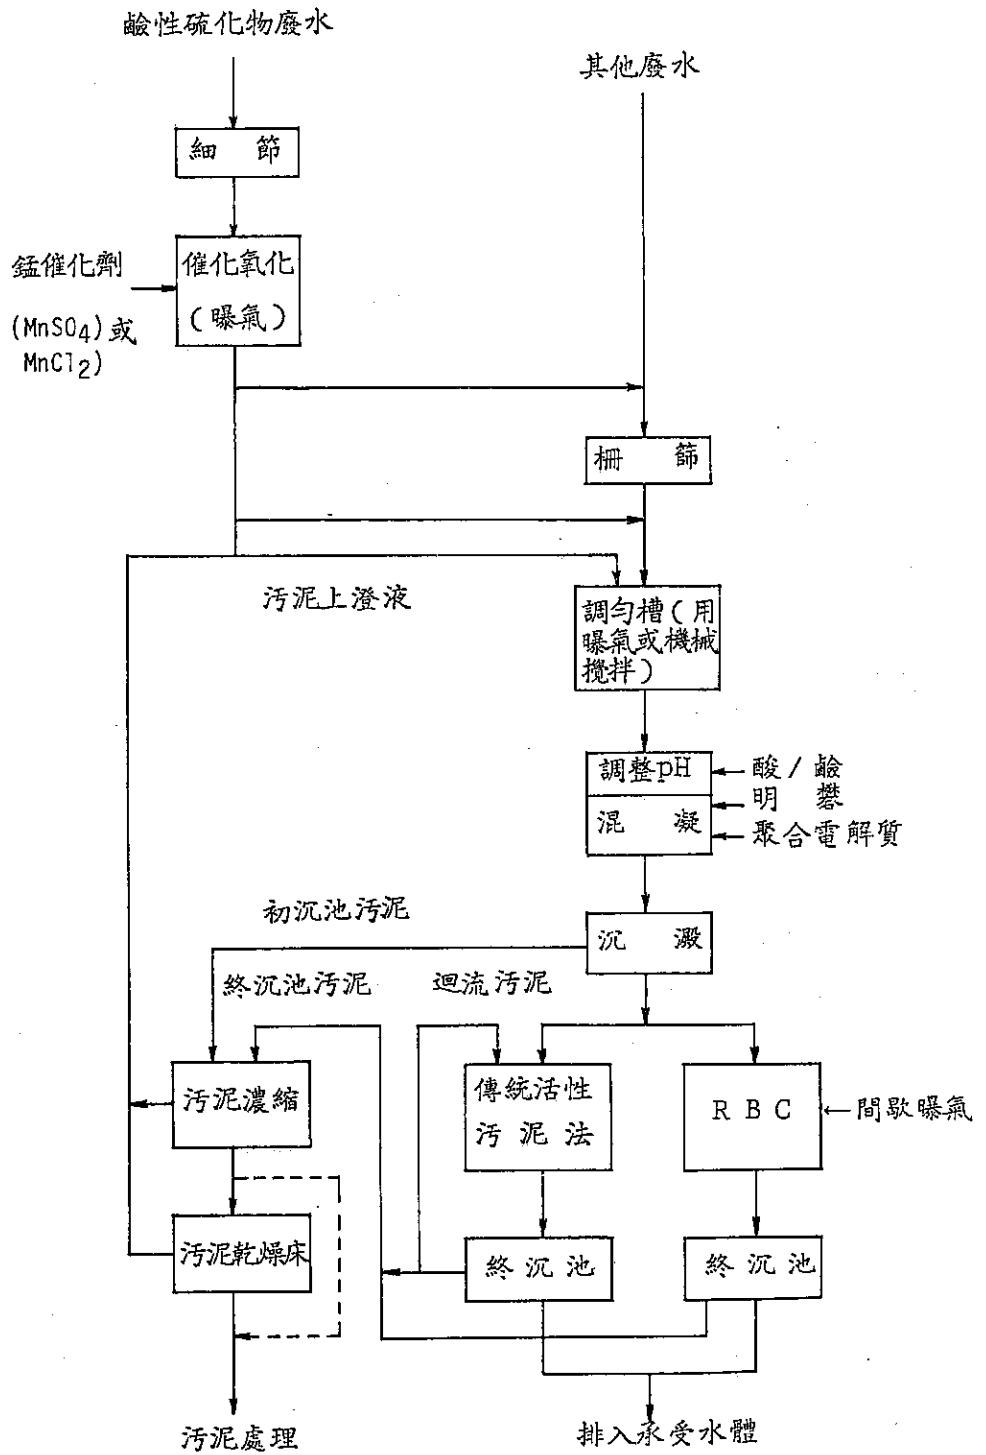 鹼性硫化物廢水
其他廢水
細 節
錳催化劑
(MnSO4)或
MnCl2)
催化氧化
(曝氣)
柵 篩
污泥上澄液
調勻槽(用
曝氣或機械
攪拌)
調整pH
酸/鹼
明 礬
混 凝
聚合電解質
初沉池污泥
沉 澱
終沉池污泥
迴流污泥
污泥濃縮
傳統活性
污泥法
RBC
間歇曝氣
污泥乾燥床
終沉池
終沉池
污泥處理
排入承受水體